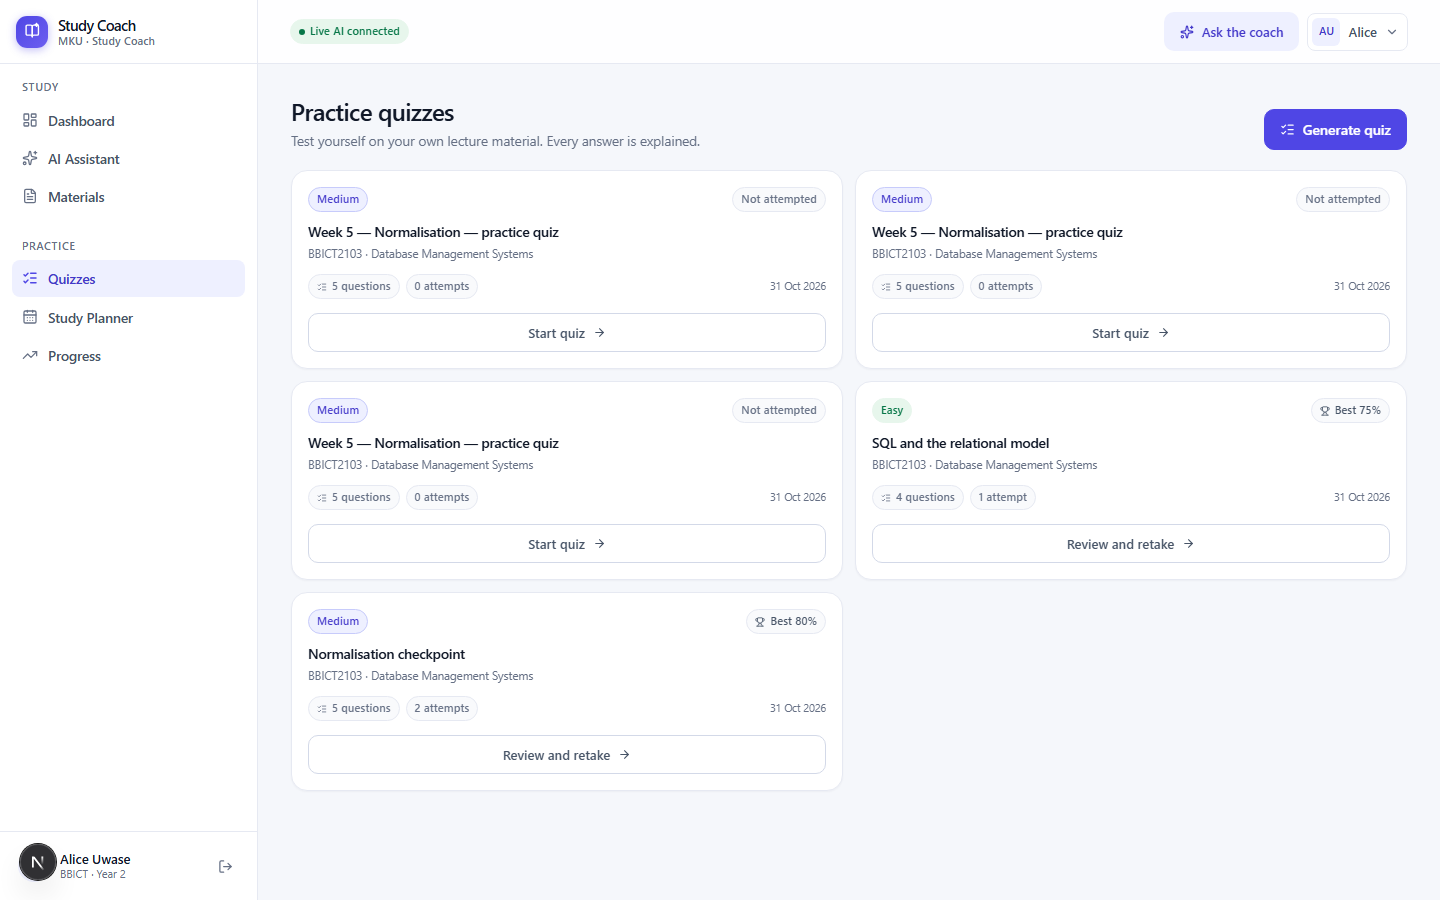 Study Coach
MKU · Study Coach
Live AI connected
Ask the coach
AU
Alice
STUDY
Dashboard
AI Assistant
Materials
PRACTICE
Quizzes
Study Planner
Progress
Practice quizzes
Test yourself on your own lecture material. Every answer is explained.
Generate quiz
Medium
Not attempted
Week 5 — Normalisation — practice quiz
BBICT2103 · Database Management Systems
5 questions
0 attempts
31 Oct 2026
Start quiz
Medium
Not attempted
Week 5 — Normalisation — practice quiz
BBICT2103 · Database Management Systems
5 questions
0 attempts
31 Oct 2026
Start quiz
Medium
Not attempted
Week 5 — Normalisation — practice quiz
BBICT2103 · Database Management Systems
5 questions
0 attempts
31 Oct 2026
Start quiz
Easy
Best 75%
SQL and the relational model
BBICT2103 · Database Management Systems
4 questions
1 attempt
31 Oct 2026
Review and retake
Medium
Best 80%
Normalisation checkpoint
BBICT2103 · Database Management Systems
5 questions
2 attempts
31 Oct 2026
Review and retake
N
Alice Uwase
BBICT · Year 2